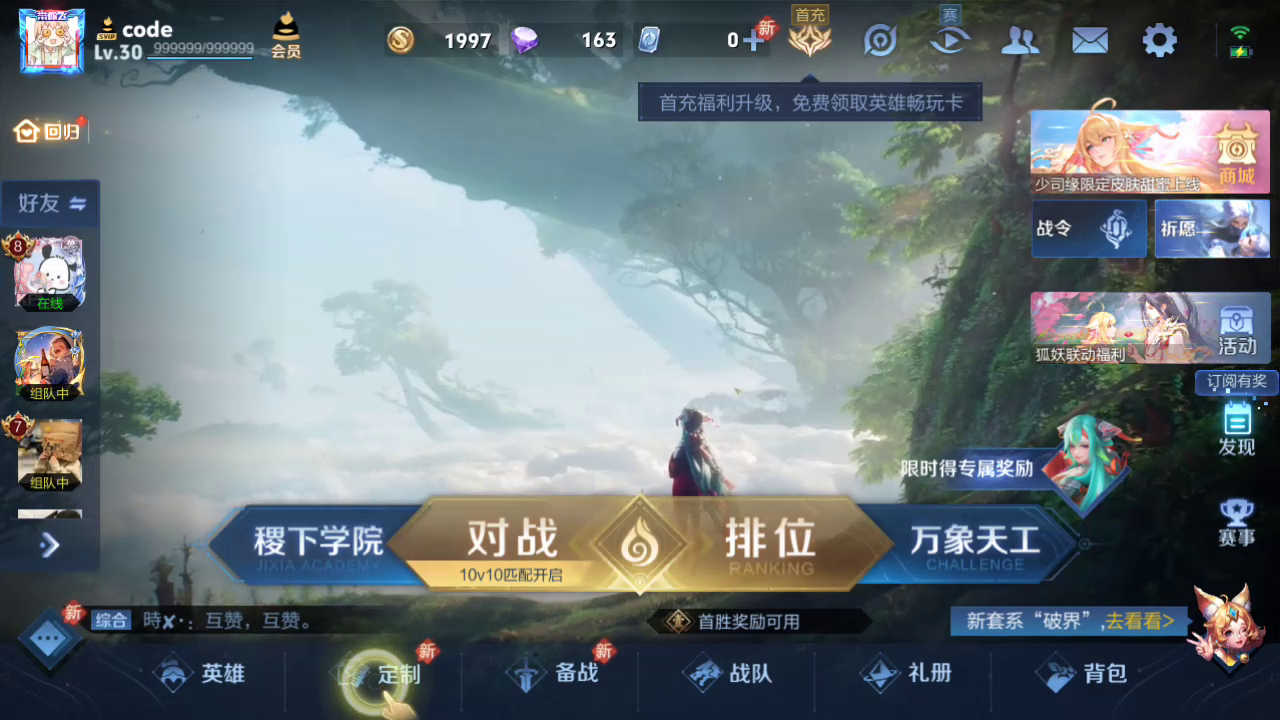 带你飞
SVIP
code
Lv.30
999999/999999
会员
1997
163
0
新
首充
赛
首充福利升级，免费领取英雄畅玩卡
回归
好友
8
在线
组队中
7
组队中
少司缘限定皮肤甜蜜上线
商城
战令
祈愿
狐妖联动福利
活动
订阅有奖
发现
赛事
限时得专属奖励
稷下学院
JIXIA ACADEMY
对战
10v10匹配开启
排位
RANKING
万象天工
CHALLENGE
新
综合
時✘·：互赞，互赞。
首胜奖励可用
新套系“破界”,去看看>
英雄
定制
新
备战
新
战队
礼册
背包